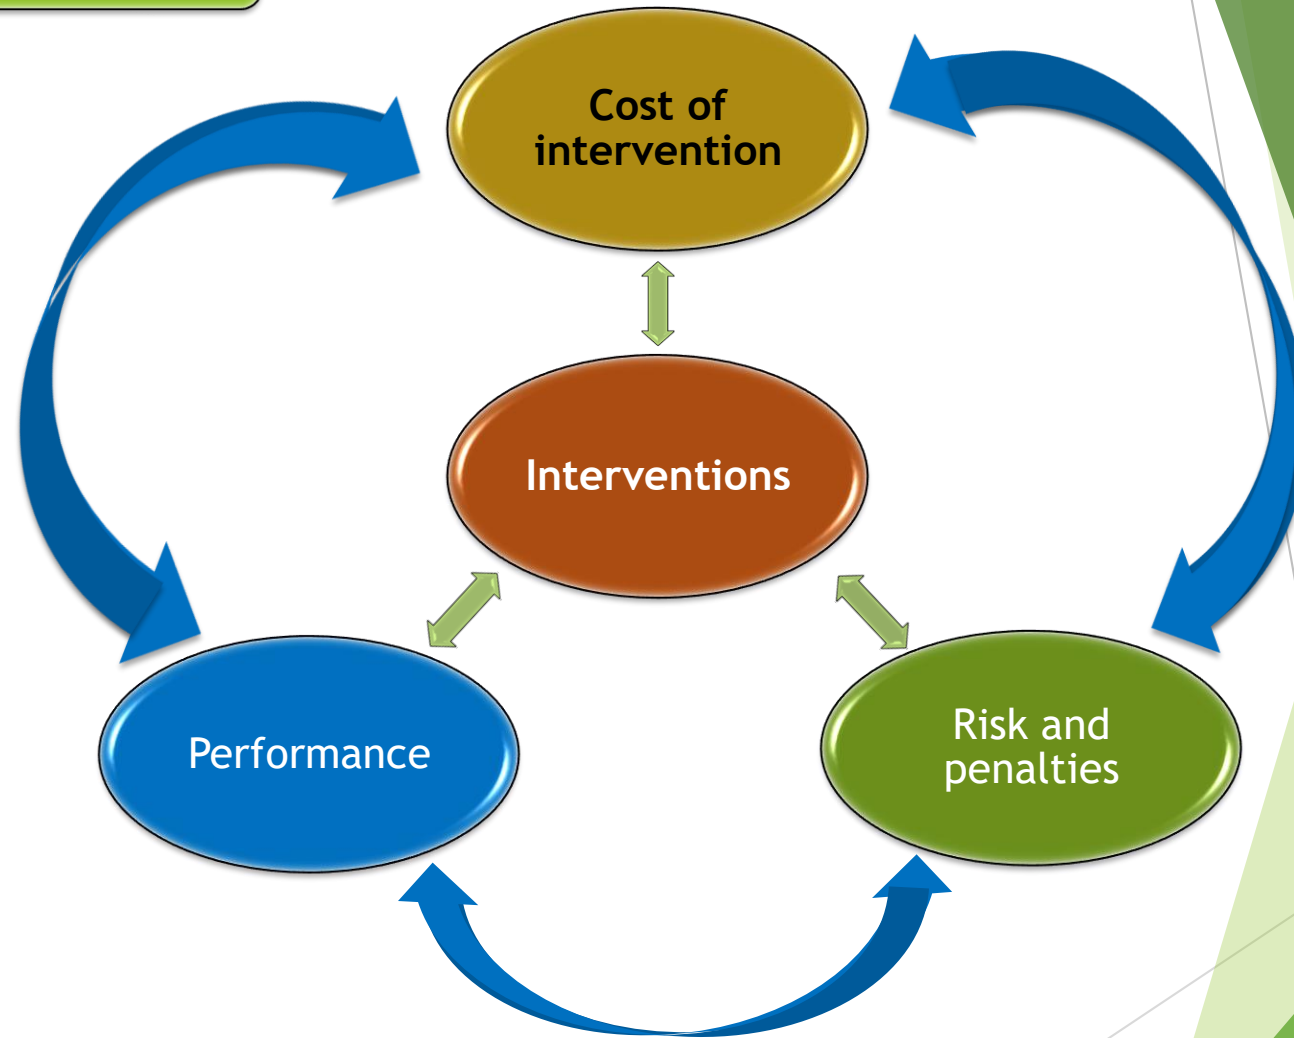 Cost of
intervention
Interventions
Performance
Risk and
penalties